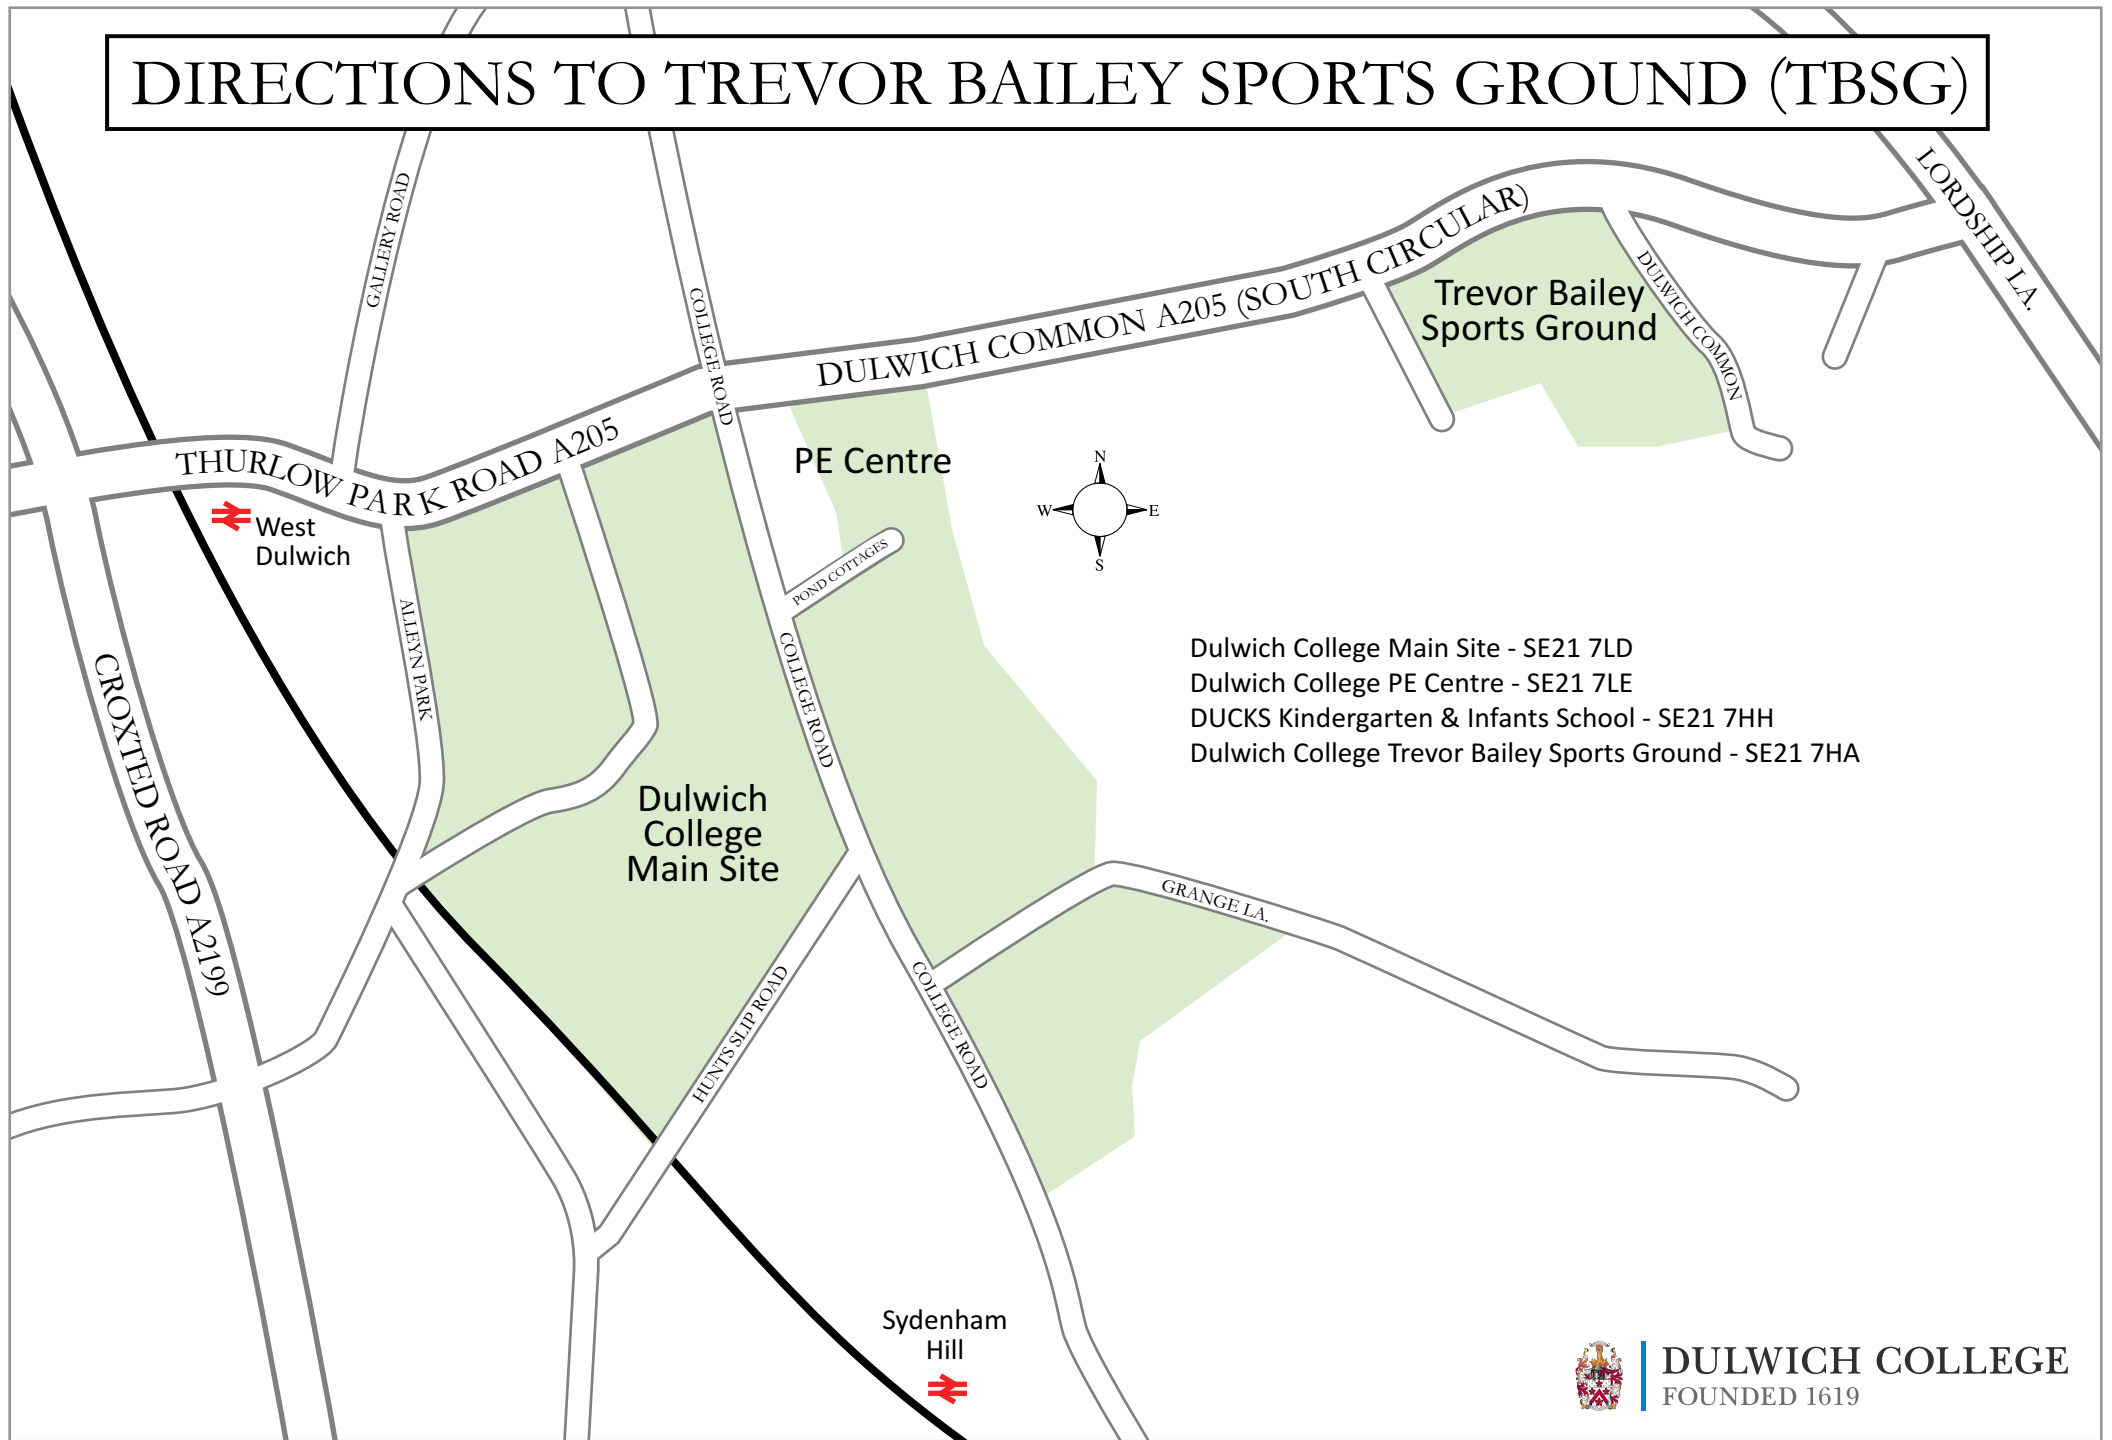 DIRECTIONS TO TREVOR BAILEY SPORTS GROUND (TBSG)
LORDSHIP LA.
GALLERY ROAD
COLLEGE ROAD
DULWICH COMMON A205 (SOUTH CIRCULAR)
Trevor Bailey
Sports Ground
DULWICH COMMON
THURLOW PARK ROAD A205
PE Centre
N
W
E
S
West
Dulwich
POND COTTAGES
ALLEYN PARK
COLLEGE ROAD
CROXTED ROAD A2199
Dulwich College Main Site - SE21 7LD
Dulwich College PE Centre - SE21 7LE
DUCKS Kindergarten & Infants School - SE21 7HH
Dulwich College Trevor Bailey Sports Ground - SE21 7HA
Dulwich
College
Main Site
GRANGE LA.
HUNTS SLIP ROAD
COLLEGE ROAD
Sydenham
Hill
DULWICH COLLEGE
FOUNDED 1619